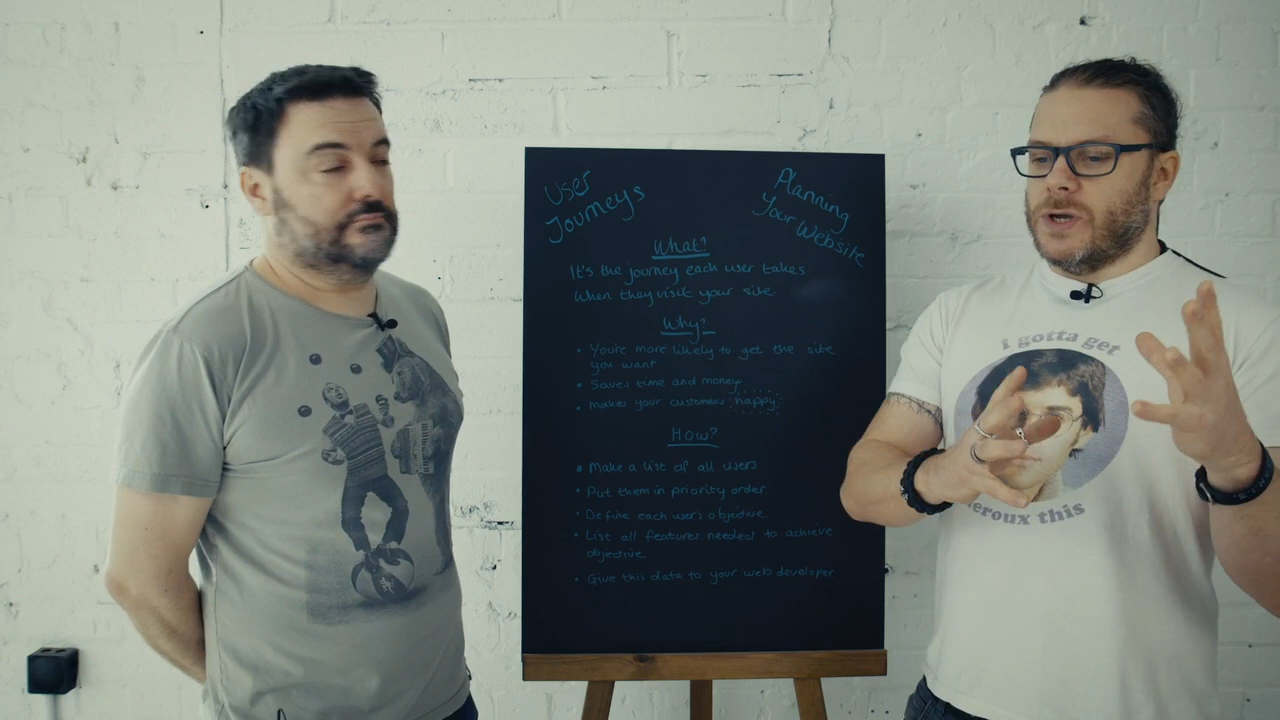 User
Journeys
Planning
Your Website
What?
It's the journey each user takes
when they visit your site
Why?
• You're more likely to get the site
you want
• Saves time and money
• Makes your customers happy
How?
• Make a list of all users
• Put them in priority order
• Define each users objective
• List all features needed to achieve
objective
• Give this data to your web developer
i gotta get
this